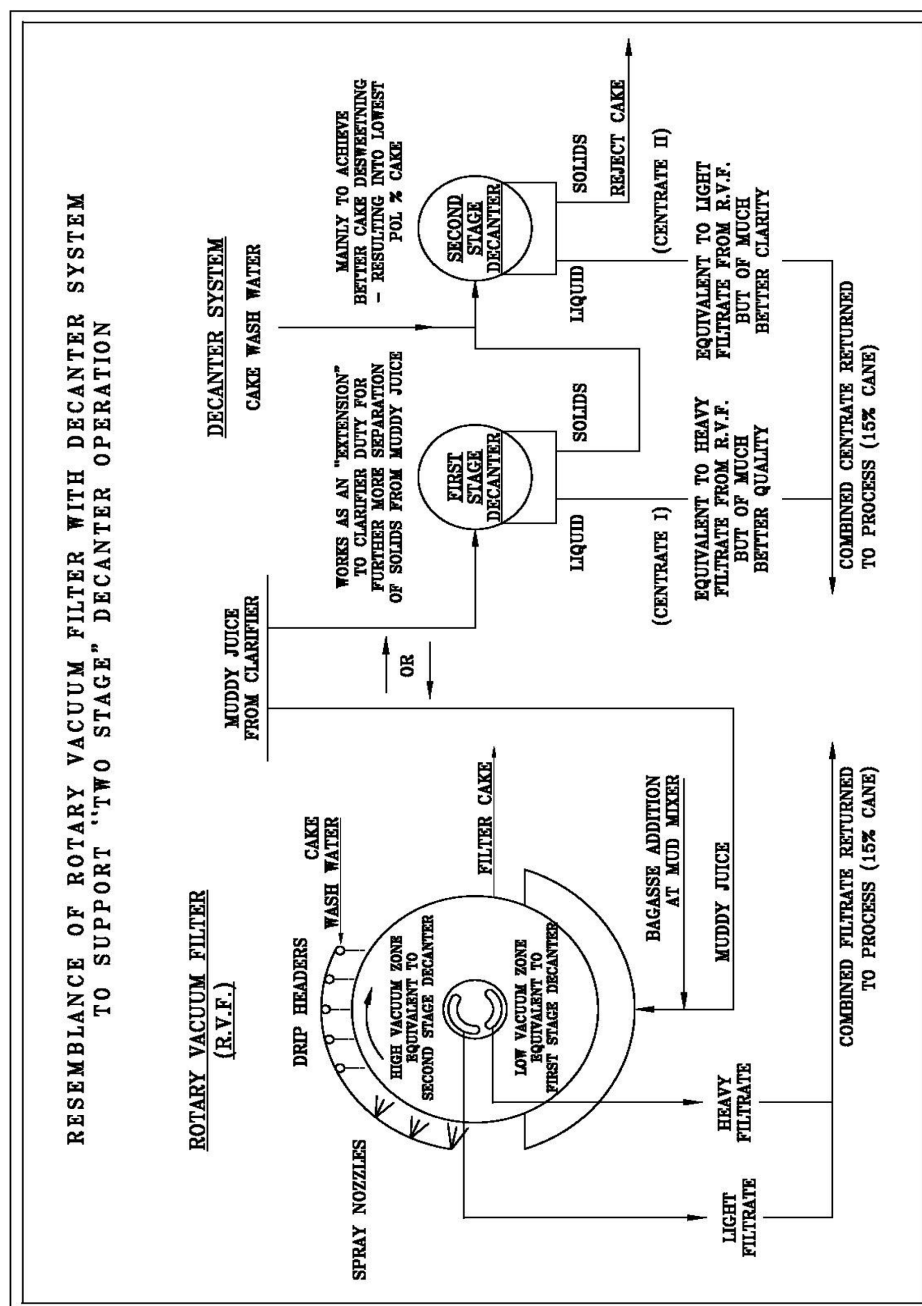 RESEMBLANCE OF ROTARY VACUUM FILTER WITH DECANTER SYSTEM
TO SUPPORT "TWO STAGE" DECANTER OPERATION
ROTARY VACUUM FILTER
(R.V.F.)
SPRAY NOZZLES
DRIP HEADERS
CAKE
WASH WATER
HIGH VACUUM ZONE
EQUIVALENT TO
SECOND STAGE DECANTER
LOW VACUUM ZONE
EQUIVALENT TO
FIRST STAGE DECANTER
FILTER CAKE
BAGASSE ADDITION
AT MUD MIXER
MUDDY JUICE
LIGHT
FILTRATE
HEAVY
FILTRATE
COMBINED FILTRATE RETURNED
TO PROCESS (15% CANE)
MUDDY JUICE
FROM CLARIFIER
OR
DECANTER SYSTEM
CAKE WASH WATER
WORKS AS AN "EXTENSION"
TO CLARIFIER DUTY FOR
FURTHER MORE SEPARATION
OF SOLIDS FROM MUDDY JUICE
MAINLY TO ACHIEVE
BETTER CAKE DESWEETNING
- RESULTING INTO LOWEST
POL % CAKE
FIRST
STAGE
DECANTER
SECOND
STAGE
DECANTER
LIQUID
SOLIDS
LIQUID
SOLIDS
REJECT CAKE
(CENTRATE I)
(CENTRATE II)
EQUIVALENT TO HEAVY
FILTRATE FROM R.V.F.
BUT OF MUCH
BETTER QUALITY
EQUIVALENT TO LIGHT
FILTRATE FROM R.V.F.
BUT OF MUCH
BETTER CLARITY
COMBINED CENTRATE RETURNED
TO PROCESS (15% CANE)